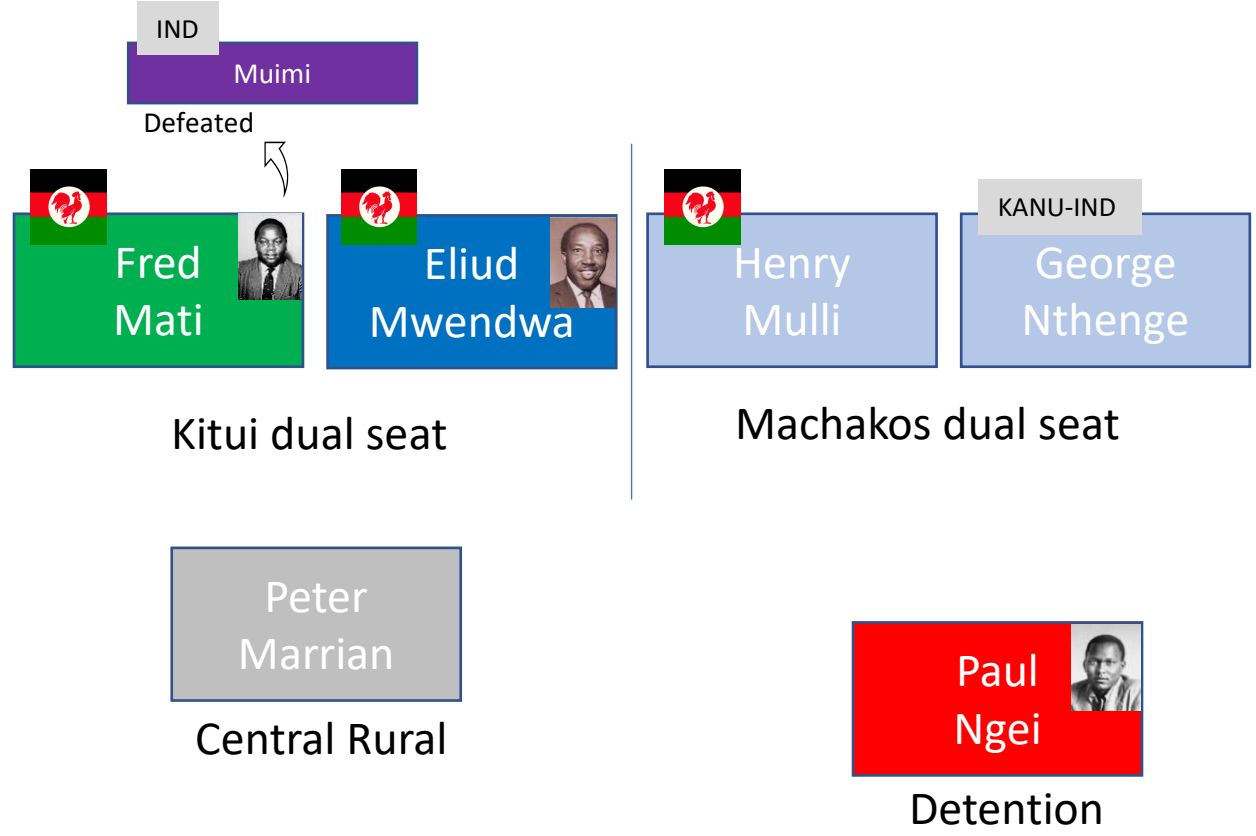 IND
Muimi
Defeated
Fred
Mati
Eliud
Mwendwa
Henry
Mulli
KANU-IND
George
Nthenge
Kitui dual seat
Machakos dual seat
Peter
Marrian
Central Rural
Paul
Ngei
Detention